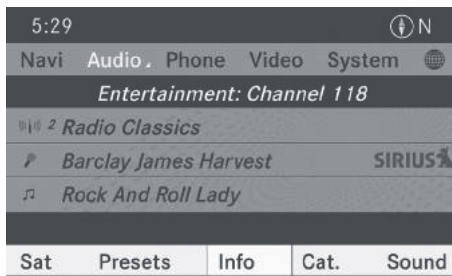 5:29 N
Navi Audio Phone Video System
Entertainment: Channel 118
2 Radio Classics
Barclay James Harvest SIRIUS
Rock And Roll Lady
Sat Presets Info Cat. Sound